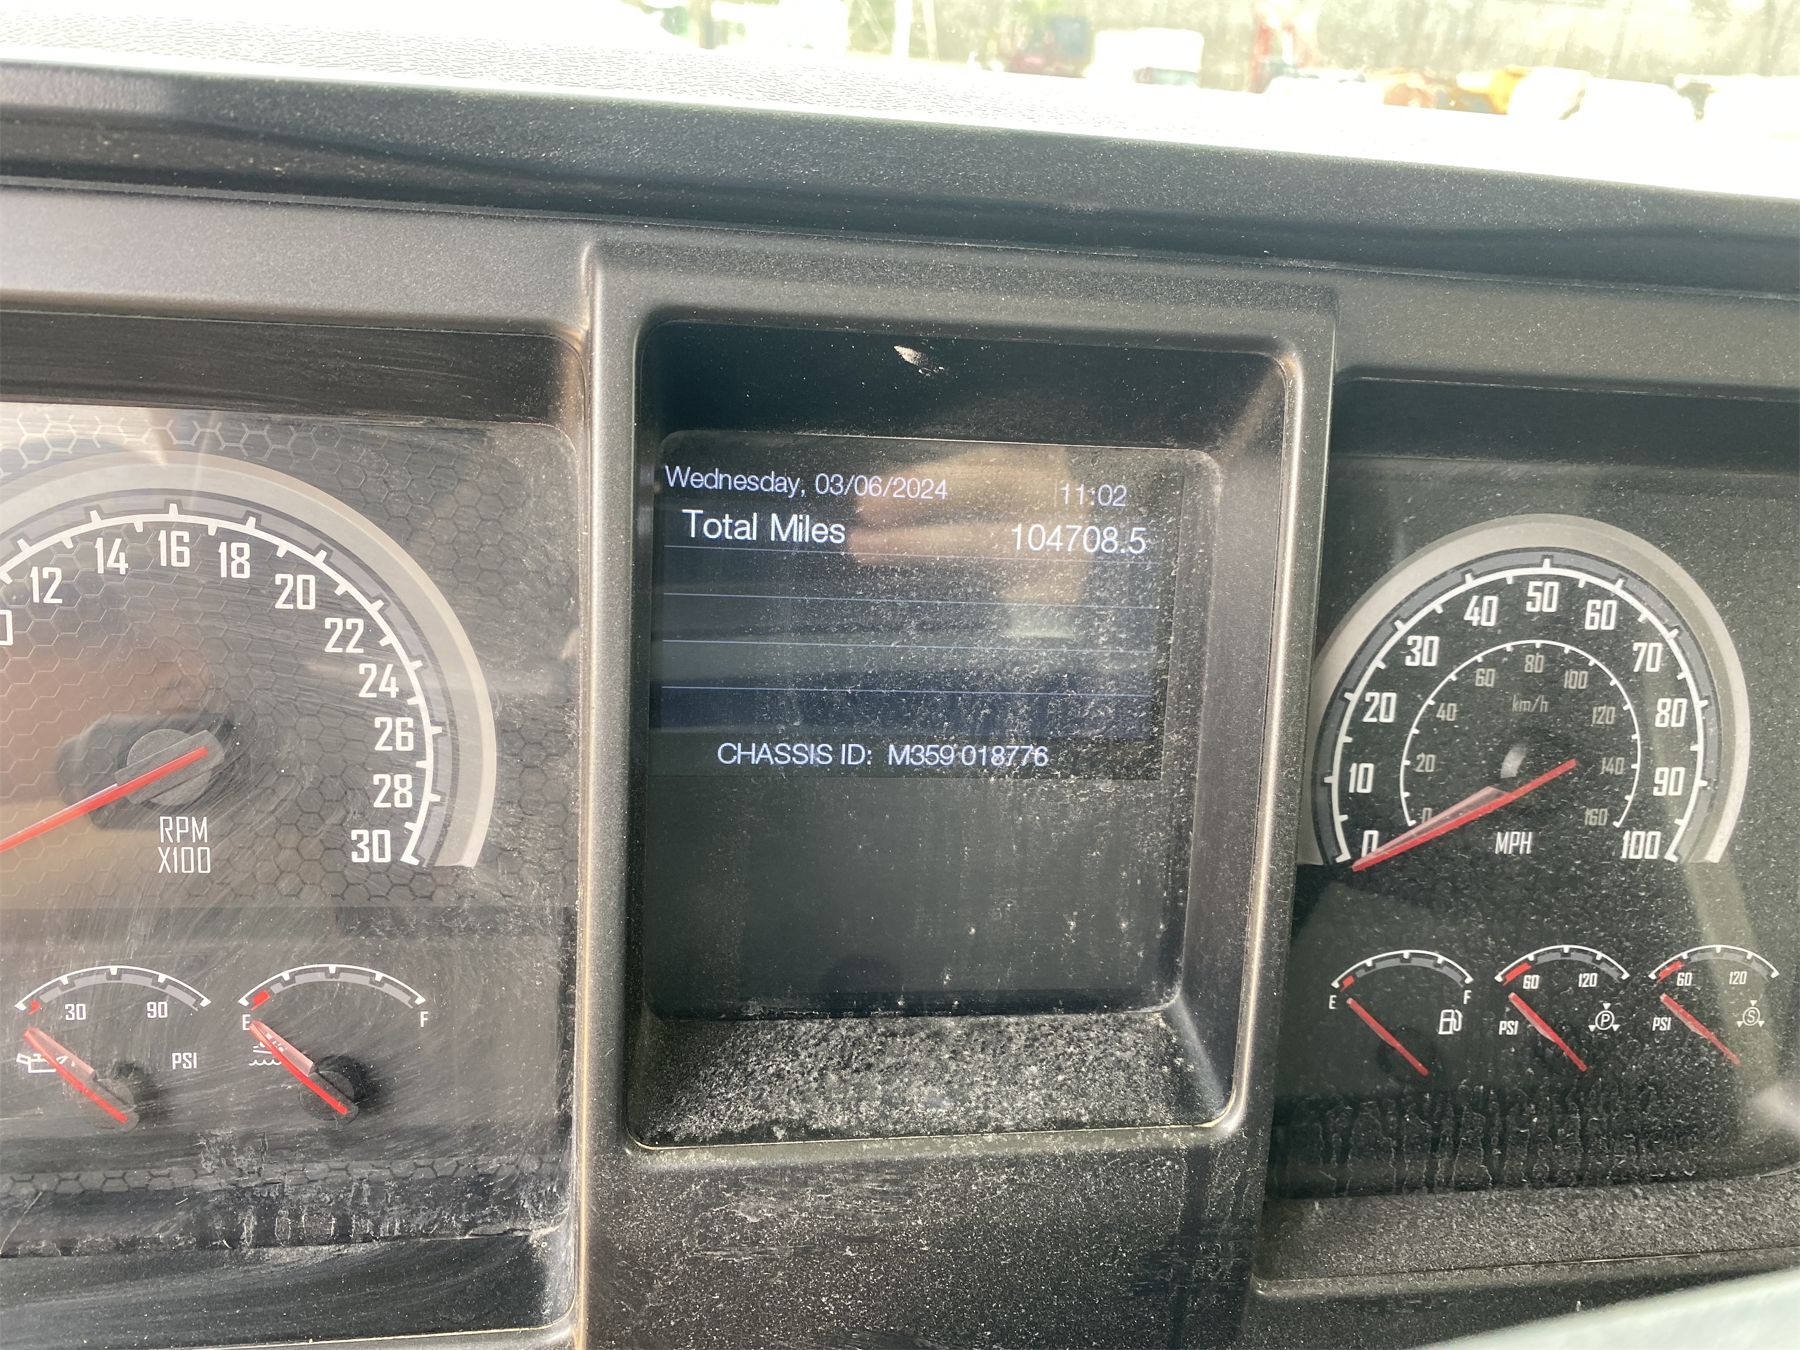 Wednesday, 03/06/2024 11:02
Total Miles 104708.5
CHASSIS ID: M359 018776
12 14 16 18 20 22 24 26 28 30
RPM
X100
30 90
PSI
E F
0 10 20 30 40 50 60 70 80 90 100
0 20 40 60 80 100 120 140 160
km/h
MPH
E F
60 120
PSI
P
60 120
PSI
S